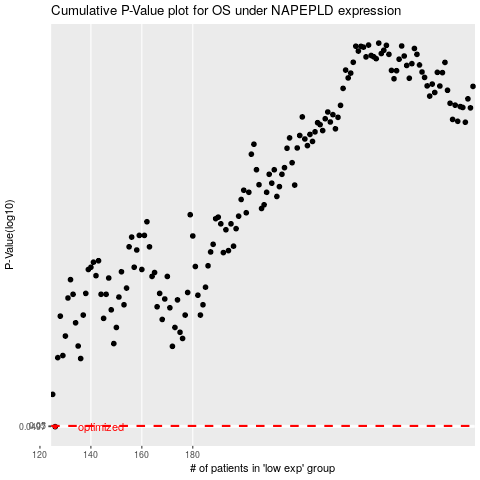 Cumulative P-Value plot for OS under NAPEPLD expression
P-Value(log10)
optimized
120
140
160
180
# of patients in 'low exp' group